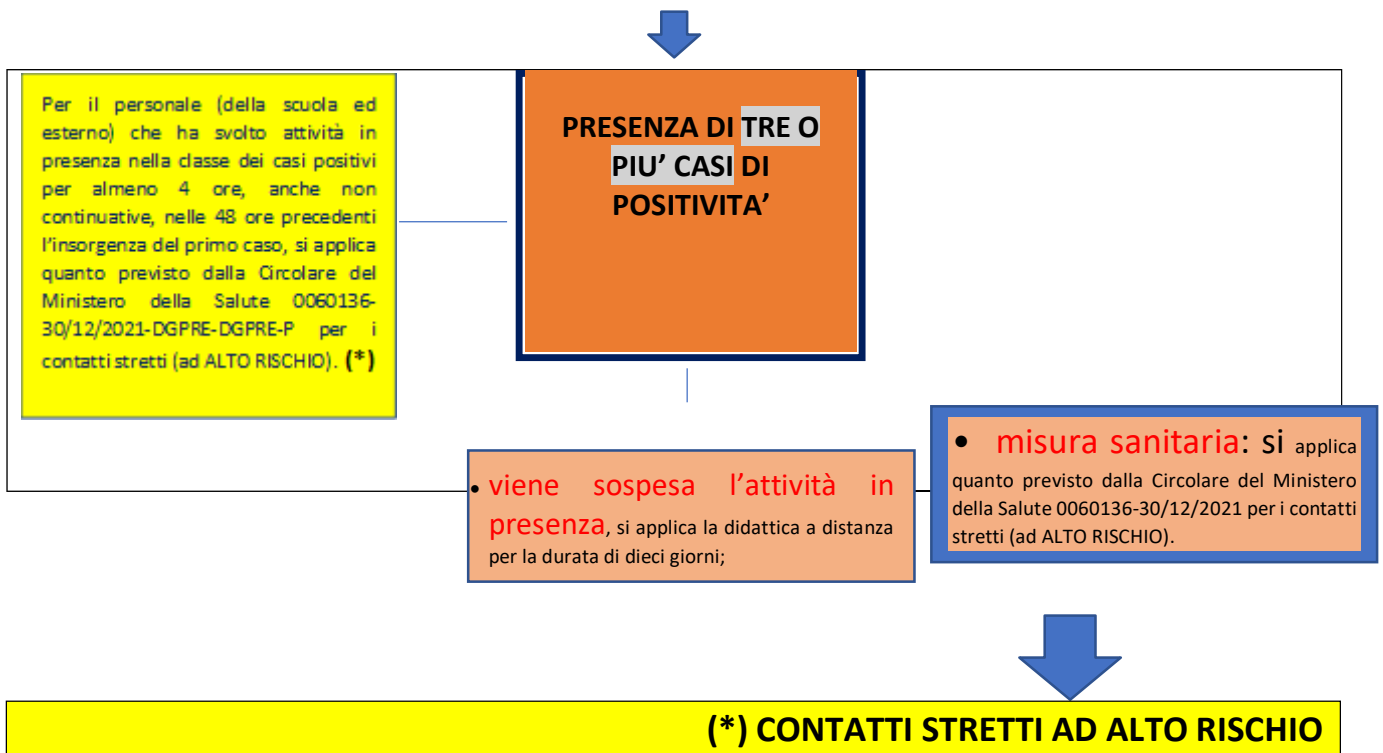 Per il personale (della scuola ed
esterno) che ha svolto attività in
presenza nella classe dei casi positivi
per almeno 4 ore, anche non
continuative, nelle 48 ore precedenti
l'insorgenza del primo caso, si applica
quanto previsto dalla Circolare del
Ministero della Salute 0060136-
30/12/2021-DGPRE-DGPRE-P per i
contatti stretti (ad ALTO RISCHIO). (*)
PRESENZA DI TRE O
PIU’ CASI DI
POSITIVITA’
• viene sospesa l’attività in
presenza, si applica la didattica a distanza
per la durata di dieci giorni;
• misura sanitaria: si applica
quanto previsto dalla Circolare del Ministero
della Salute 0060136-30/12/2021 per i contatti
stretti (ad ALTO RISCHIO).
(*) CONTATTI STRETTI AD ALTO RISCHIO